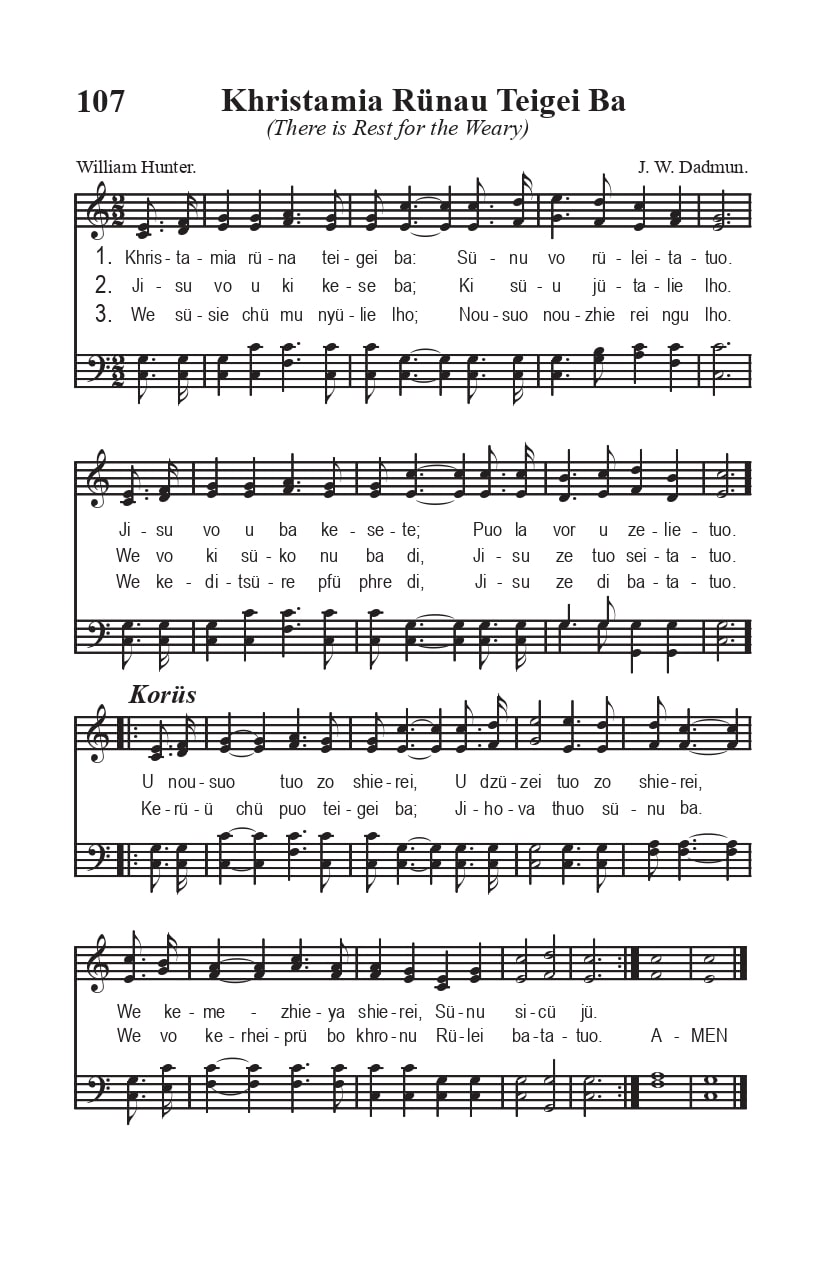 107 Khristamia Rünau Teigei Ba
(There is Rest for the Weary)
William Hunter. J. W. Dadmun.
1. Khris-ta-mia rü-na tei-gei ba: Sü-nu vo rü-lei-ta-tuo.
2. Ji-su vo u ki ke-se ba; Ki sü-u jü-ta-lie lho.
3. We sü-sie chü mu nyü-lie lho; Nou-suo nou-zhie rei ngu lho.
Ji-su vo u ba ke-se-te; Puo la vor u ze-lie-tuo.
We vo ki sü-ko nu ba di, Ji-su ze tuo sei-ta-tuo.
We ke-di-tsü-re pfü phre di, Ji-su ze di ba-ta-tuo.
Korüs
U nou-suo tuo zo shie-rei, U dzü-zei tuo zo shie-rei,
Ke-rü-ü chü puo tei-gei ba; Ji-ho-va thuo sü-nu ba.
We ke-me-zhie-ya shie-rei, Sü-nu si-cü jü.
We vo ke-rhei-prü bo khro-nu Rü-lei ba-ta-tuo. A-MEN